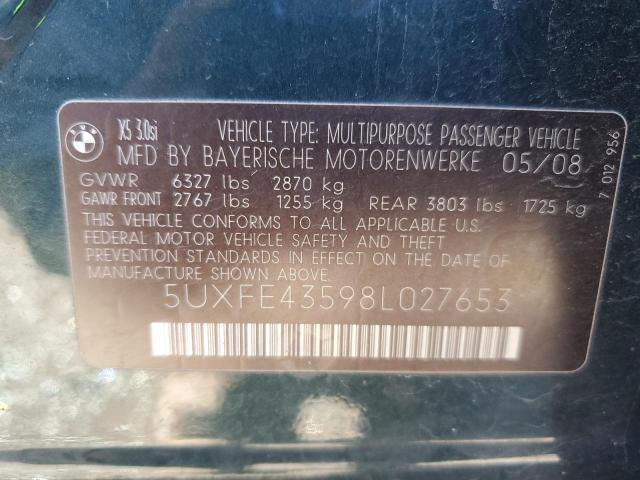 X5 3.0si
VEHICLE TYPE: MULTIPURPOSE PASSENGER VEHICLE
MFD BY BAYERISCHE MOTORENWERKE 05/08
GVWR 6327 lbs 2870 kg
GAWR FRONT 2767 lbs 1255 kg REAR 3803 lbs 1725 kg
THIS VEHICLE CONFORMS TO ALL APPLICABLE U.S.
FEDERAL MOTOR VEHICLE SAFETY AND THEFT
PREVENTION STANDARDS IN EFFECT ON THE DATE OF
MANUFACTURE SHOWN ABOVE.
5UXFE43598L027653
7 012 956